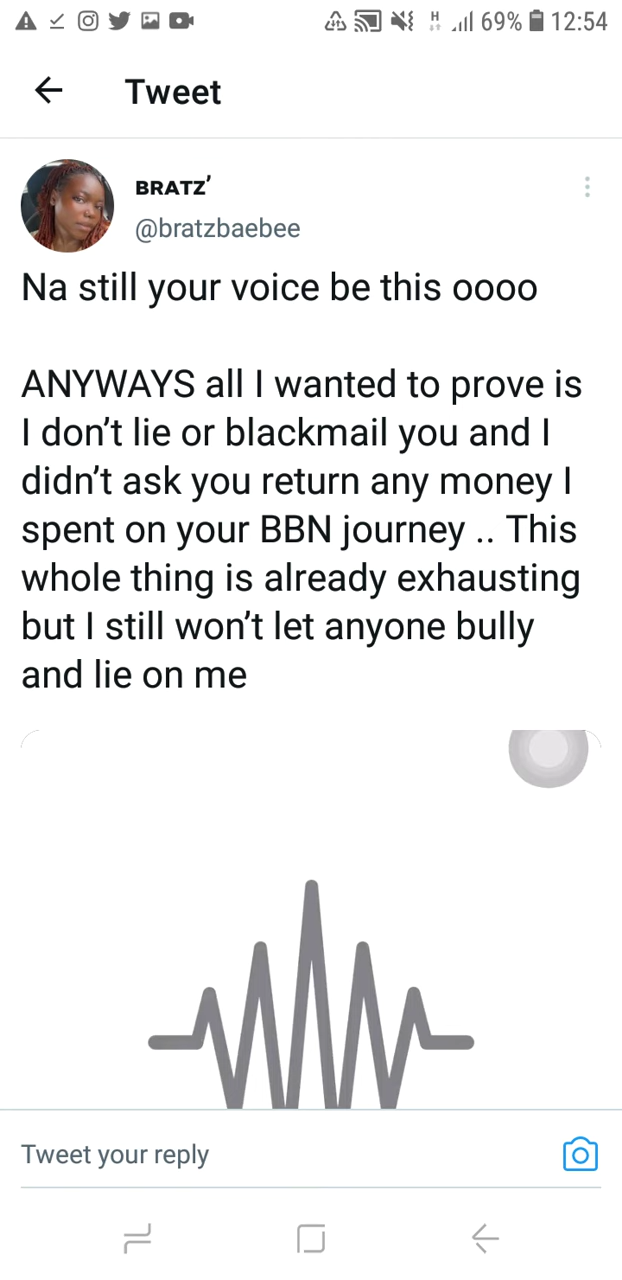 H 69% 12:54
Tweet
BRATZ’
@bratzbaebee
Na still your voice be this oooo
ANYWAYS all I wanted to prove is
I don’t lie or blackmail you and I
didn’t ask you return any money I
spent on your BBN journey .. This
whole thing is already exhausting
but I still won’t let anyone bully
and lie on me
Tweet your reply